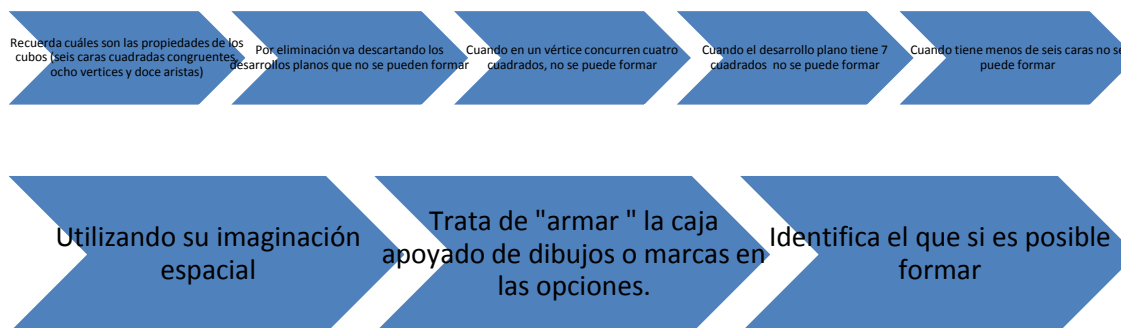 Recuerda cuáles son las propiedades de los
cubos (seis caras cuadradas congruentes,
ocho vertices y doce aristas)
Por eliminación va descartando los
desarrollos planos que no se pueden formar
Cuando en un vértice concurren cuatro
cuadrados, no se puede formar
Cuando el desarrollo plano tiene 7
cuadrados no se puede formar
Cuando tiene menos de seis caras no se
puede formar
Utilizando su imaginación
espacial
Trata de "armar " la caja
apoyado de dibujos o marcas en
las opciones.
Identifica el que si es posible
formar